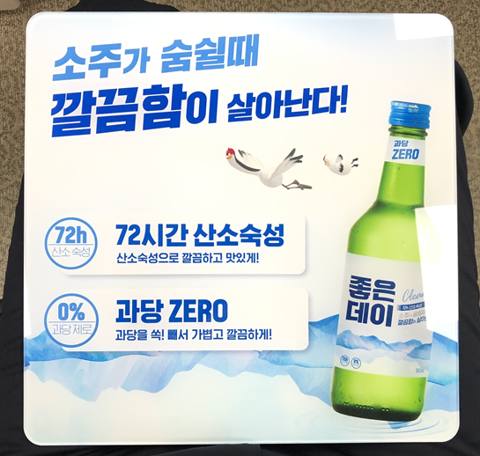 소주가 숨쉴때
깔끔함이 살아난다!
72h
산소 숙성
72시간 산소숙성
산소숙성으로 깔끔하고 맛있게!
0%
과당 제로
과당 ZERO
과당을 쏙! 빼서 가볍고 깔끔하게!
과당
ZERO
좋은
데이